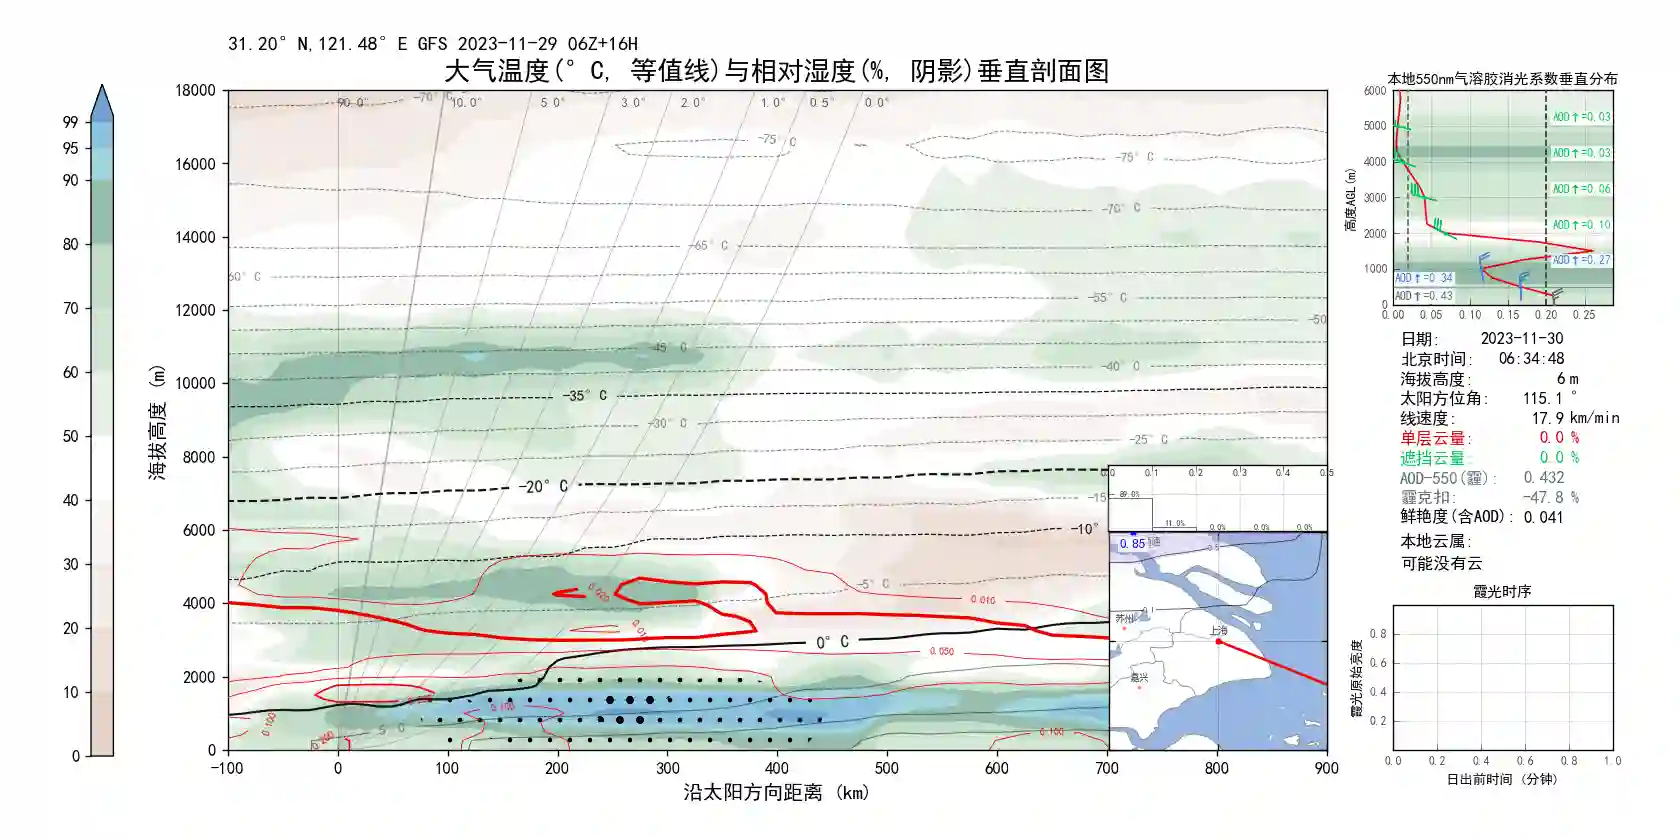 31.20° N,121.48° E GFS 2023-11-29 06Z+16H
大气温度(° C, 等值线)与相对湿度(%, 阴影)垂直剖面图
99
95
90
80
70
60
50
40
30
20
10
0
海拔高度 (m)
18000
16000
14000
12000
10000
8000
6000
4000
2000
0
-100
0
100
200
300
400
500
600
700
800
900
沿太阳方向距离 (km)
90.0°
-70° C
10.0°
5.0°
3.0°
2.0°
1.0°
0.5°
0.0°
-75° C
-75° C
-70° C
-65° C
60° C
-55° C
-50
-45° C
-40° C
-35° C
-30° C
-25° C
-20° C
-15
-10°
-5° C
0° C
5° C
0.020
0.010
0.010
0.050
0.100
0.100
0.200
0.100
0.0
0.1
0.2
0.3
0.4
0.5
89.0%
11.0%
0.0%
0.0%
0.0%
0.85
0.5
0.1
苏州
上海
嘉兴
本地550nm气溶胶消光系数垂直分布
高度AGL(m)
6000
5000
4000
3000
2000
1000
0
0.00
0.05
0.10
0.15
0.20
0.25
AOD↑=0.03
AOD↑=0.03
AOD↑=0.06
AOD↑=0.10
AOD↑=0.27
AOD↑=0.34
AOD↑=0.43
日期: 2023-11-30
北京时间: 06:34:48
海拔高度: 6 m
太阳方位角: 115.1 °
线速度: 17.9 km/min
单层云量: 0.0 %
遮挡云量: 0.0 %
AOD-550(霾): 0.432
霾克扣: -47.8 %
鲜艳度(含AOD): 0.041
本地云属:
可能没有云
霞光时序
霞光原始亮度
0.8
0.6
0.4
0.2
0.0
0.2
0.4
0.6
0.8
1.0
日出前时间 (分钟)